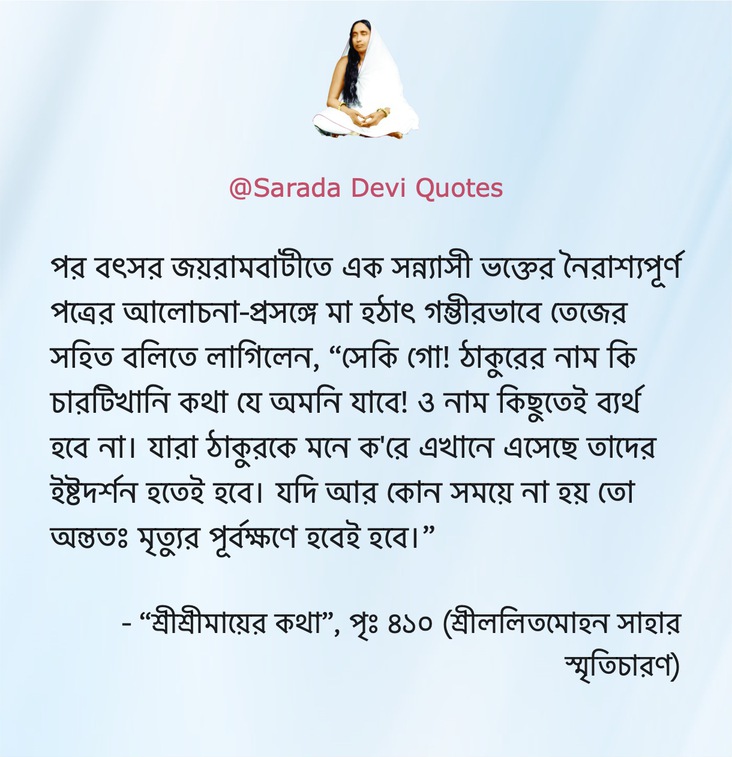 @Sarada Devi Quotes
পর বৎসর জয়রামবাটীতে এক সন্ন্যাসী ভক্তের নৈরাশ্যপূর্ণ
পত্রের আলোচনা-প্রসঙ্গে মা হঠাৎ গম্ভীরভাবে তেজের
সহিত বলিতে লাগিলেন, “সেকি গো! ঠাকুরের নাম কি
চারটিখানি কথা যে অমনি যাবে! ও নাম কিছুতেই ব্যর্থ
হবে না। যারা ঠাকুরকে মনে ক'রে এখানে এসেছে তাদের
ইষ্টদর্শন হতেই হবে। যদি আর কোন সময়ে না হয় তো
অন্ততঃ মৃত্যুর পূর্বক্ষণে হবেই হবে।”
- “শ্রীশ্রীমায়ের কথা”, পৃঃ ৪১০ (শ্রীললিতমোহন সাহার
স্মৃতিচারণ)